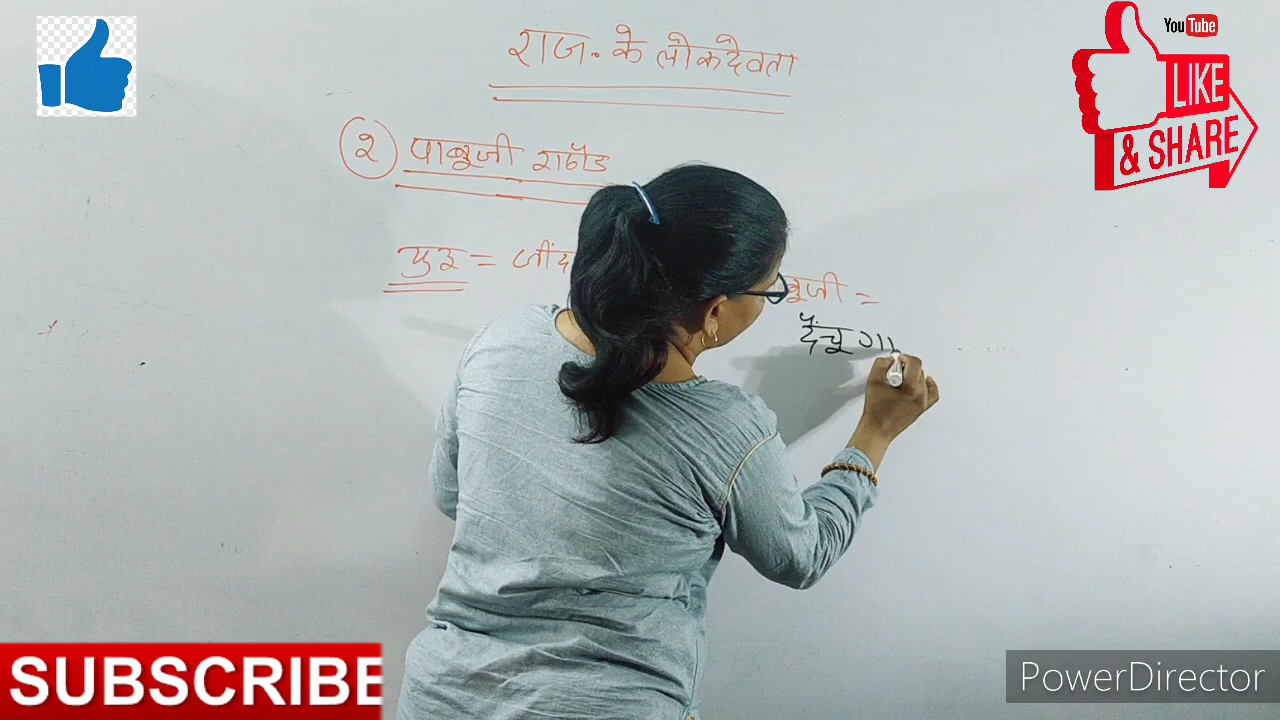 राज॰ के लोकदेवता
YouTube
LIKE
& SHARE
२ पाबूजी राठौड
युद्ध = जींद
बूजी =
देंचू गा
SUBSCRIBE
PowerDirector